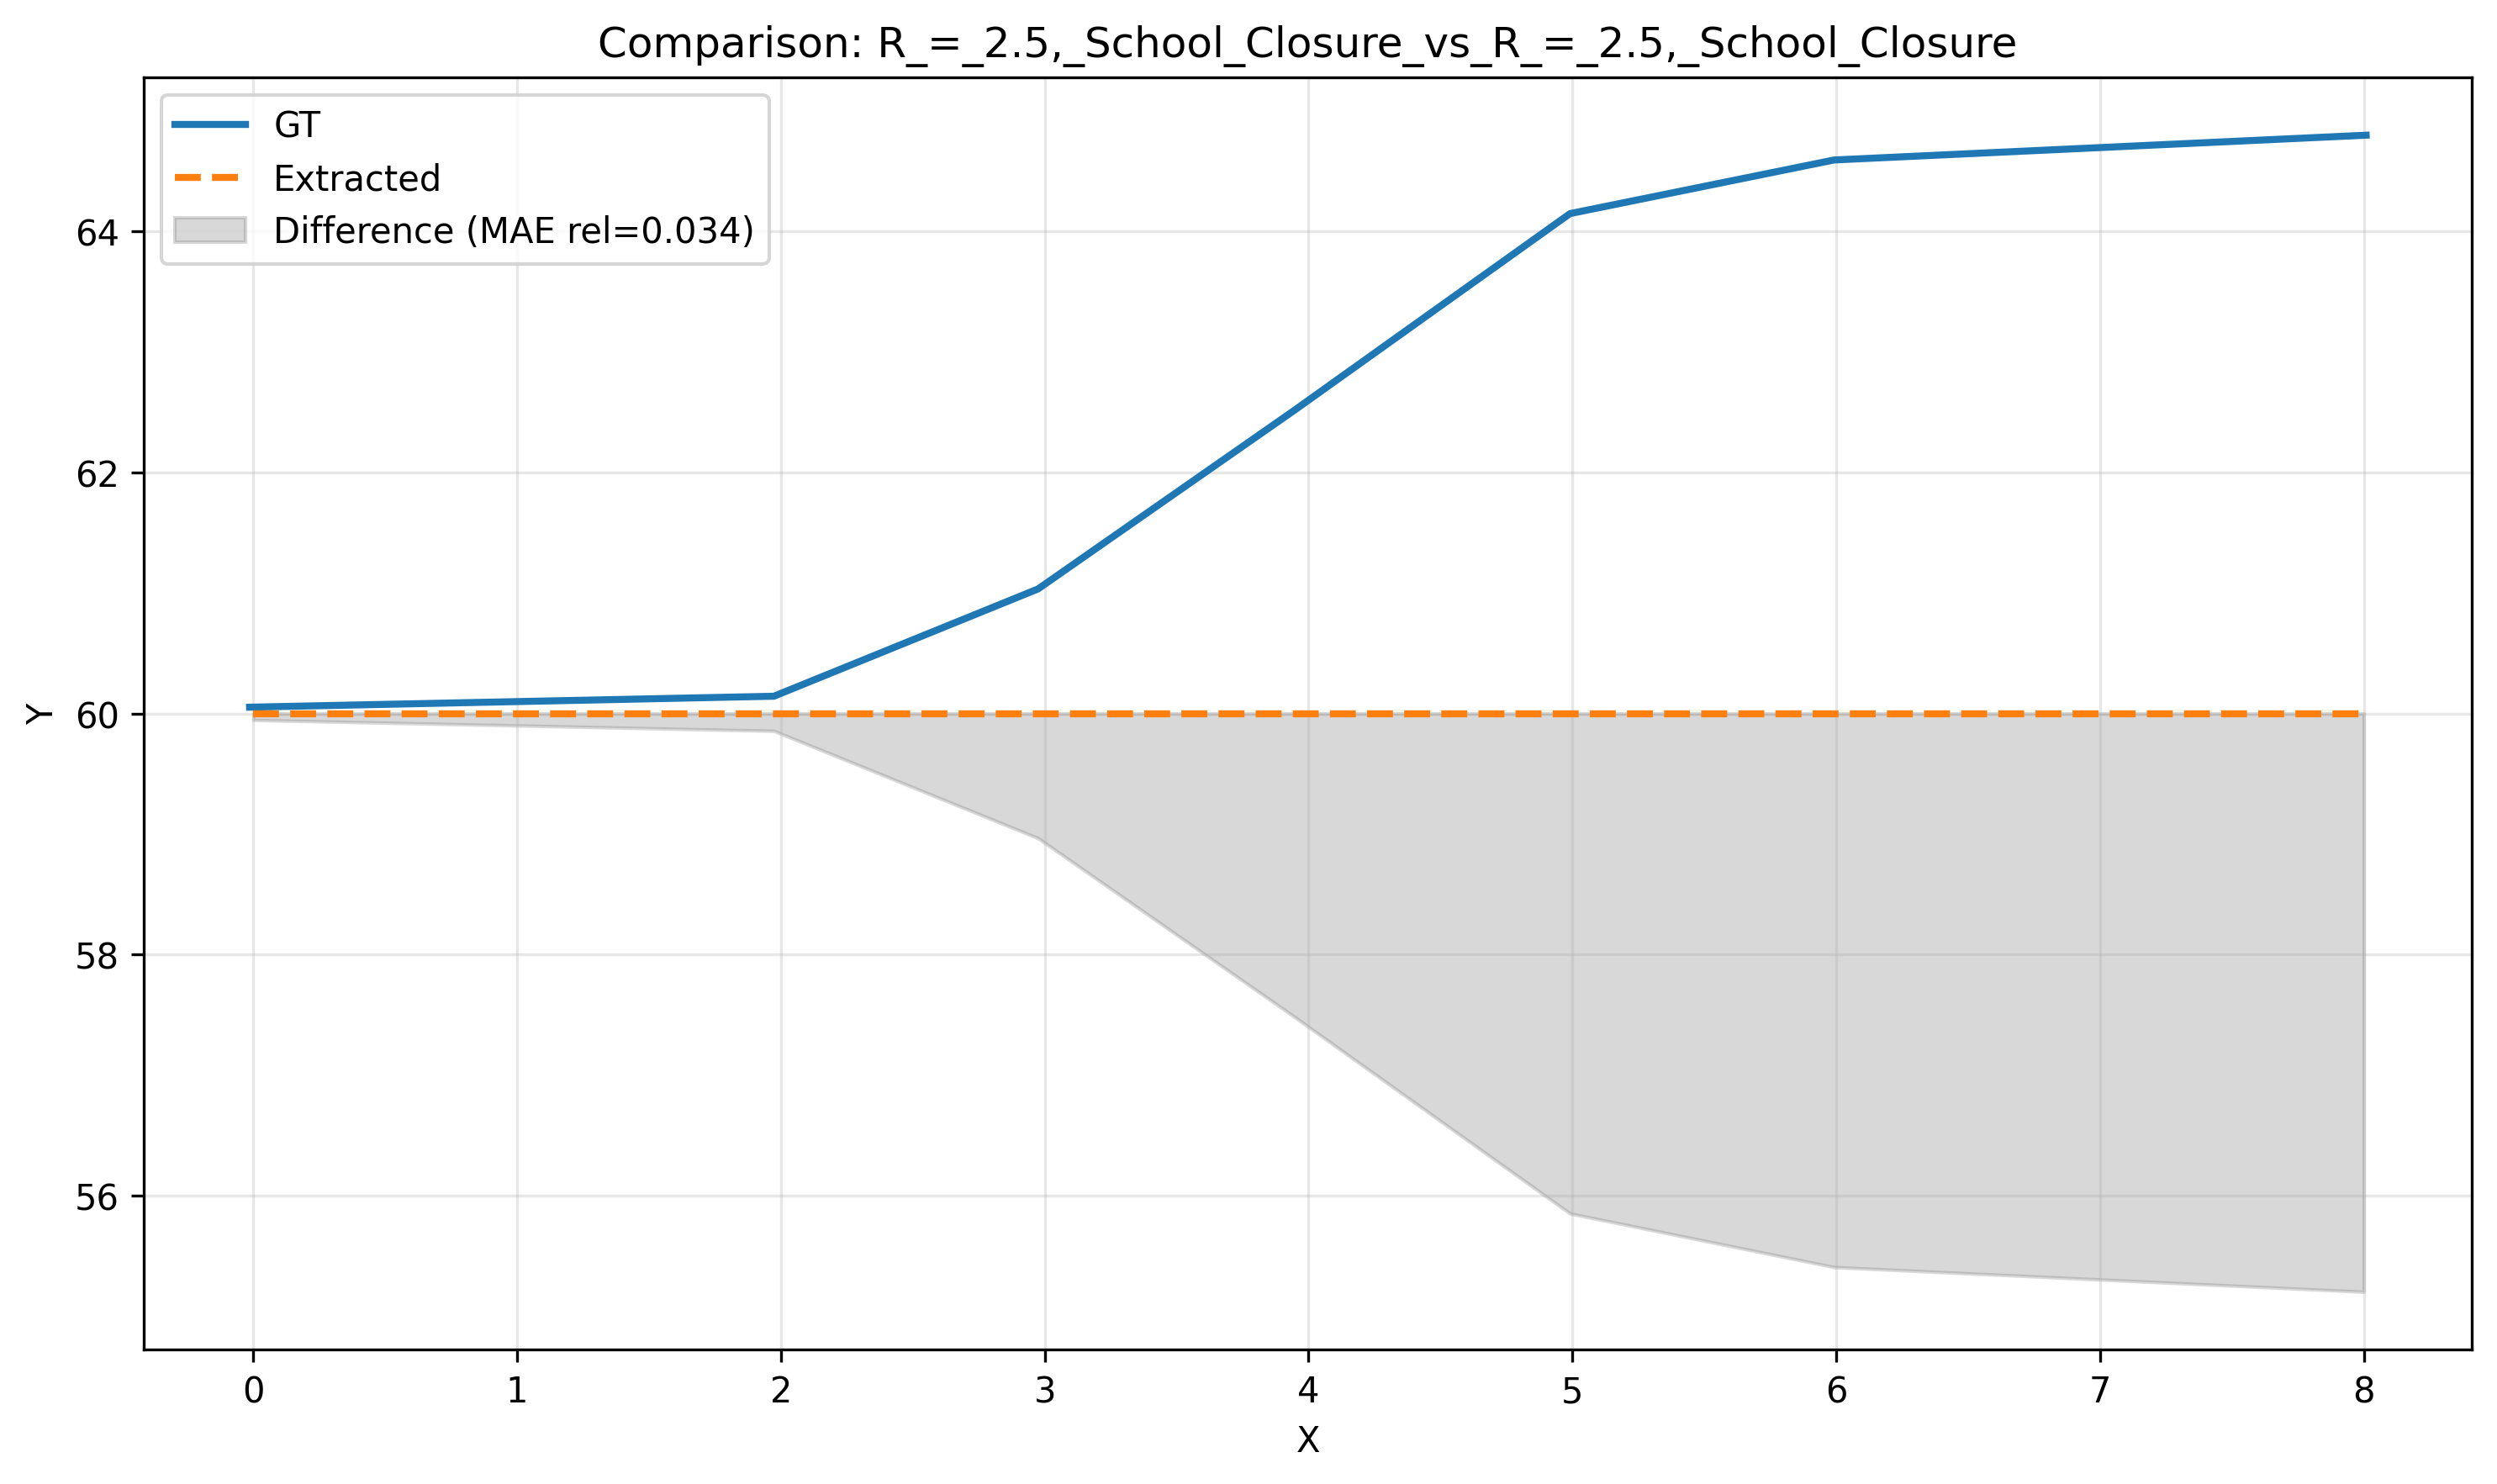 Comparison: R_=_2.5,_School_Closure_vs_R_=_2.5,_School_Closure
GT
Extracted
Difference (MAE rel=0.034)
Y
64
62
60
58
56
0 1 2 3 4 5 6 7 8
X